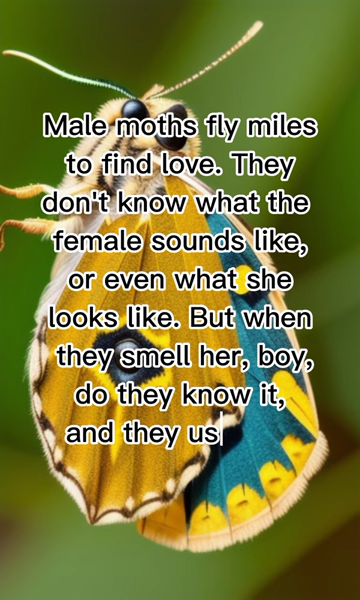 Male moths fly miles
to find love. They
don't know what the
female sounds like,
or even what she
looks like. But when
they smell her, boy,
do they know it,
and they us